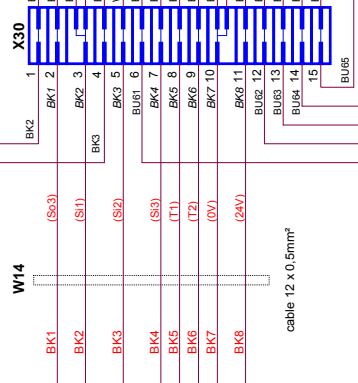 X30
1
2
3
4
5
6
7
8
9
10
11
12
13
14
15
BK2
BK1
BK2
BK3
BK3
BU61
BK4
BK5
BK6
BK7
BK8
BU62
BU63
BU64
BU65
(So3)
(Si1)
(Si2)
(Si3)
(T1)
(T2)
(0V)
(24V)
W14
cable 12 x 0,5mm²
BK1
BK2
BK3
BK4
BK5
BK6
BK7
BK8